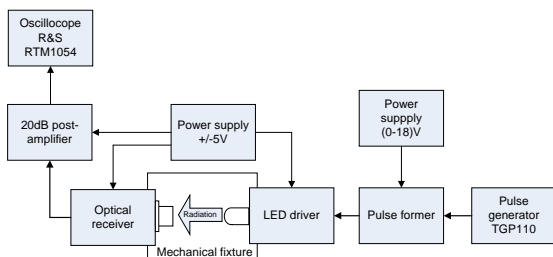 Oscillocope
R&S
RTM1054
20dB post-
amplifier
Power supply
+/-5V
Power
suppply
(0-18)V
Optical
receiver
Radiation
LED driver
Pulse former
Pulse
generator
TGP110
Mechanical fixture